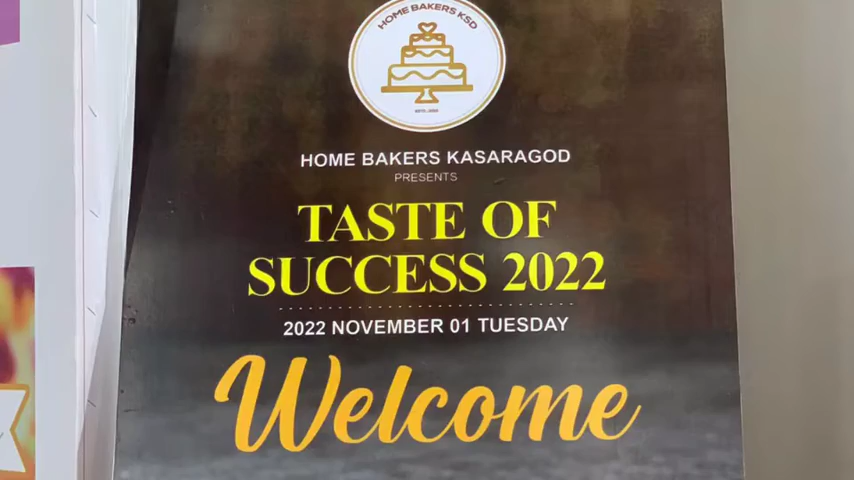 HOME BAKERS KSD
HOME BAKERS KASARAGOD
PRESENTS
TASTE OF
SUCCESS 2022
2022 NOVEMBER 01 TUESDAY
Welcome